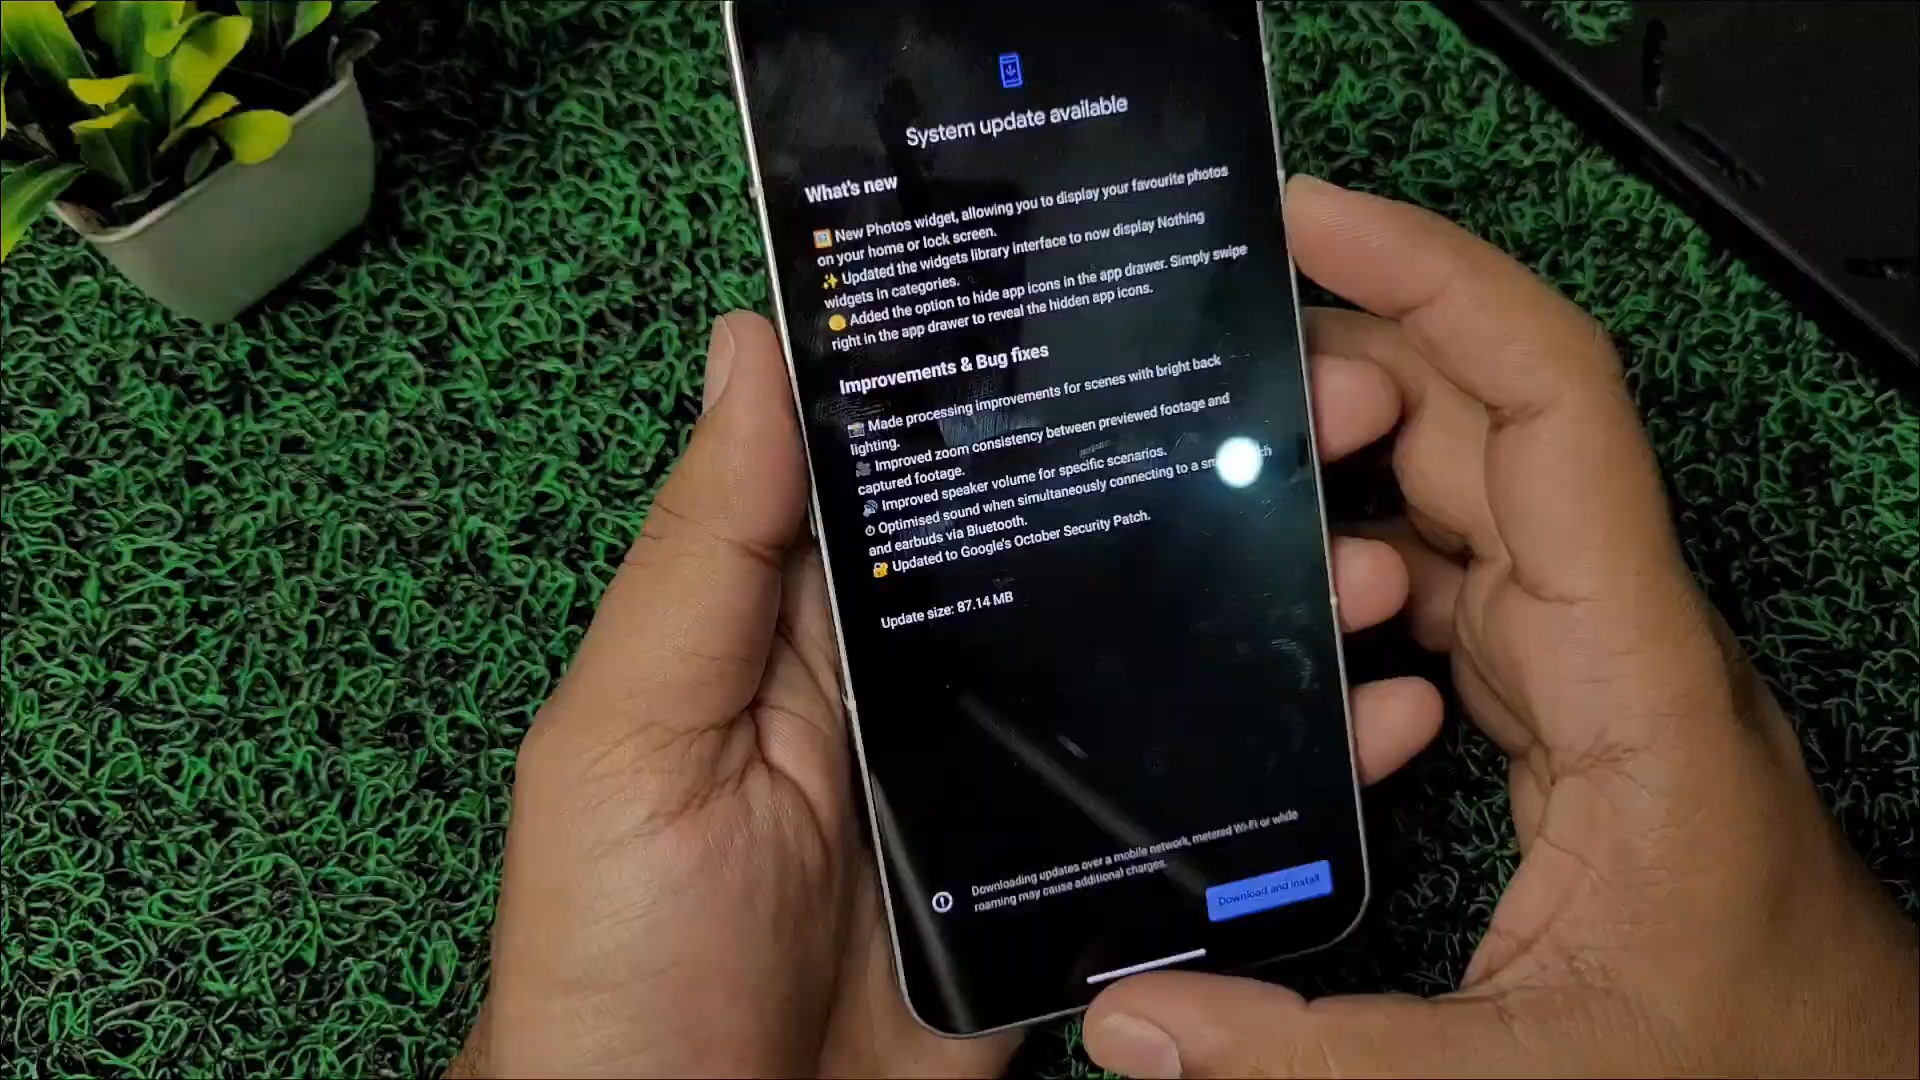 System update available
What's new
🖼️ New Photos widget, allowing you to display your favourite photos
on your home or lock screen.
✨ Updated the widgets library interface to now display Nothing
widgets in categories.
Added the option to hide app icons in the app drawer. Simply swipe
right in the app drawer to reveal the hidden app icons.
Improvements & Bug fixes
📸 Made processing improvements for scenes with bright back
lighting.
🎥 Improved zoom consistency between previewed footage and
captured footage.
🔊 Improved speaker volume for specific scenarios.
⏱ Optimised sound when simultaneously connecting to a
and earbuds via Bluetooth.
🔐 Updated to Google's October Security Patch.
Update size: 87.14 MB
Downloading updates over a mobile network, metered Wi-Fi or while
roaming may cause additional charges.
Download and install